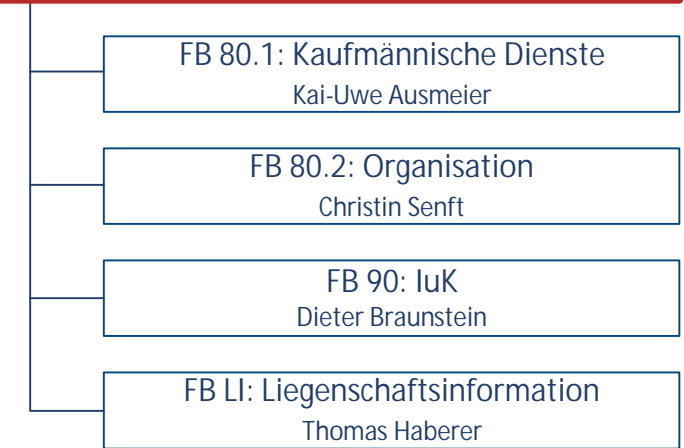 FB 80.1: Kaufmännische Dienste
Kai-Uwe Ausmeier
FB 80.2: Organisation
Christin Senft
FB 90: IuK
Dieter Braunstein
FB LI: Liegenschaftsinformation
Thomas Haberer